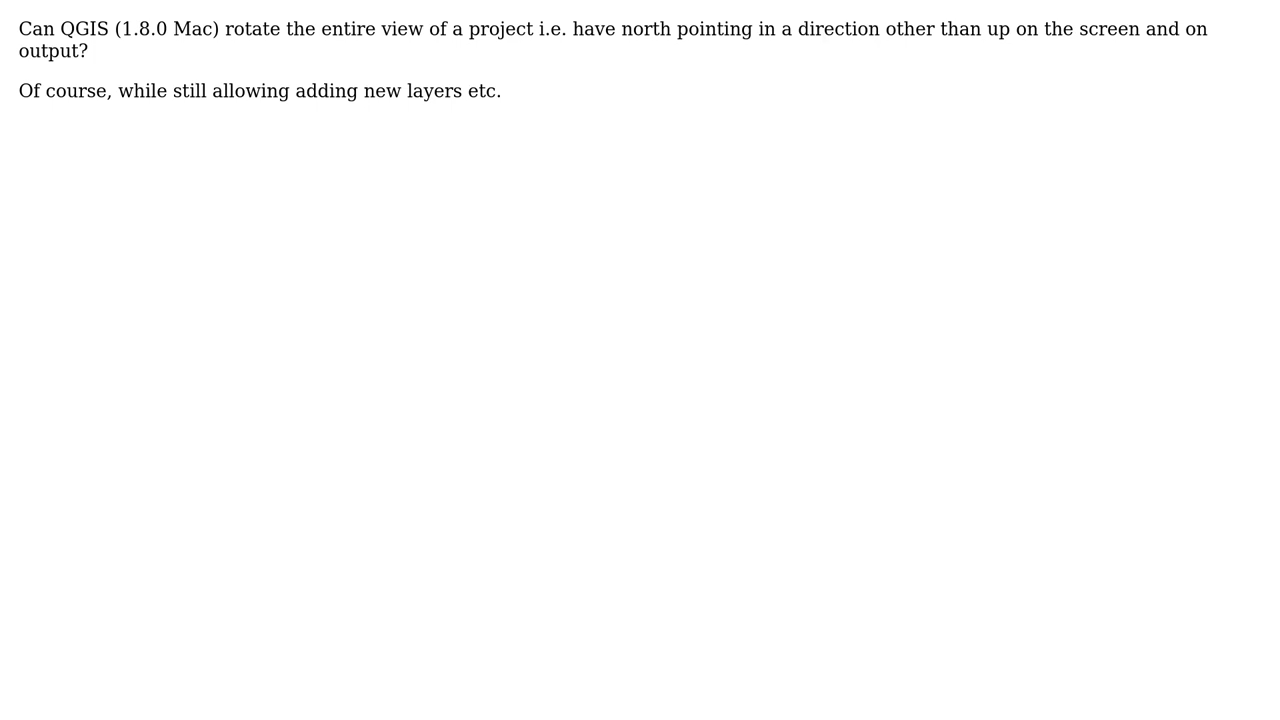 Can QGIS (1.8.0 Mac) rotate the entire view of a project i.e. have north pointing in a direction other than up on the screen and on
output?
Of course, while still allowing adding new layers etc.